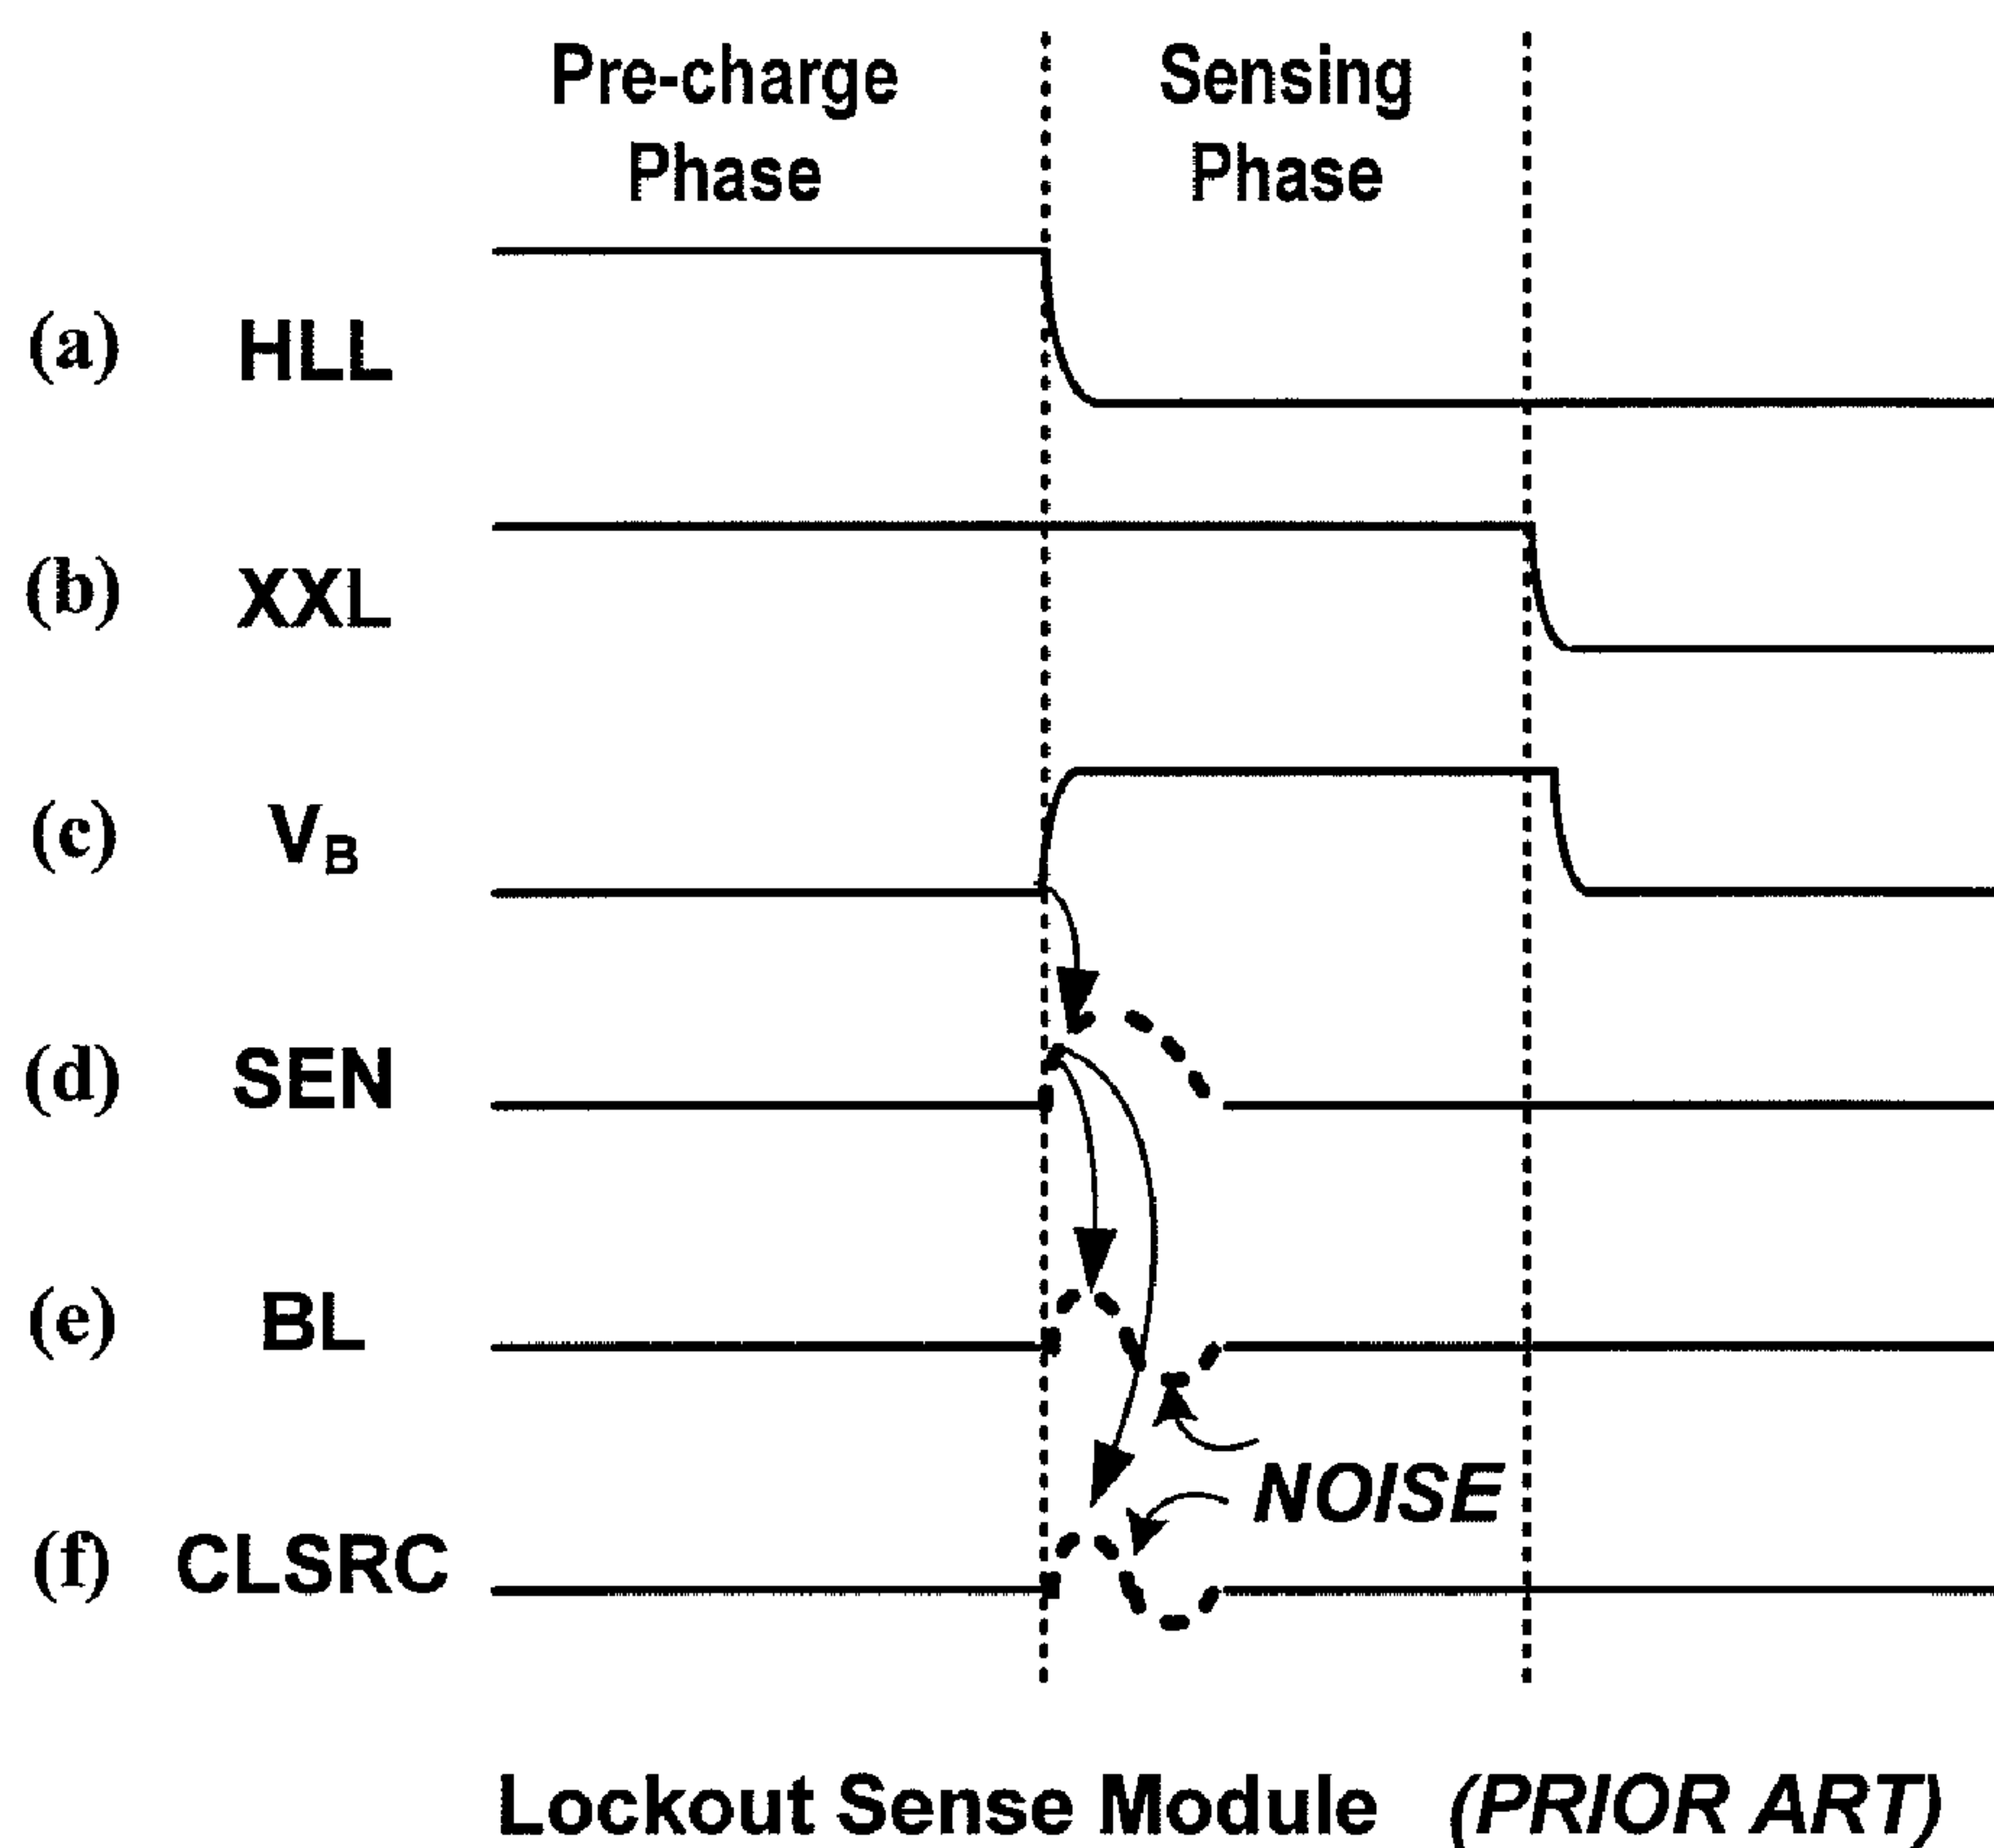 Pre-charge
Phase
Sensing
Phase
(a) HLL
(b) XXL
(c) VB
(d) SEN
(e) BL
NOISE
(f) CLSRC
Lockout Sense Module (PRIOR ART)